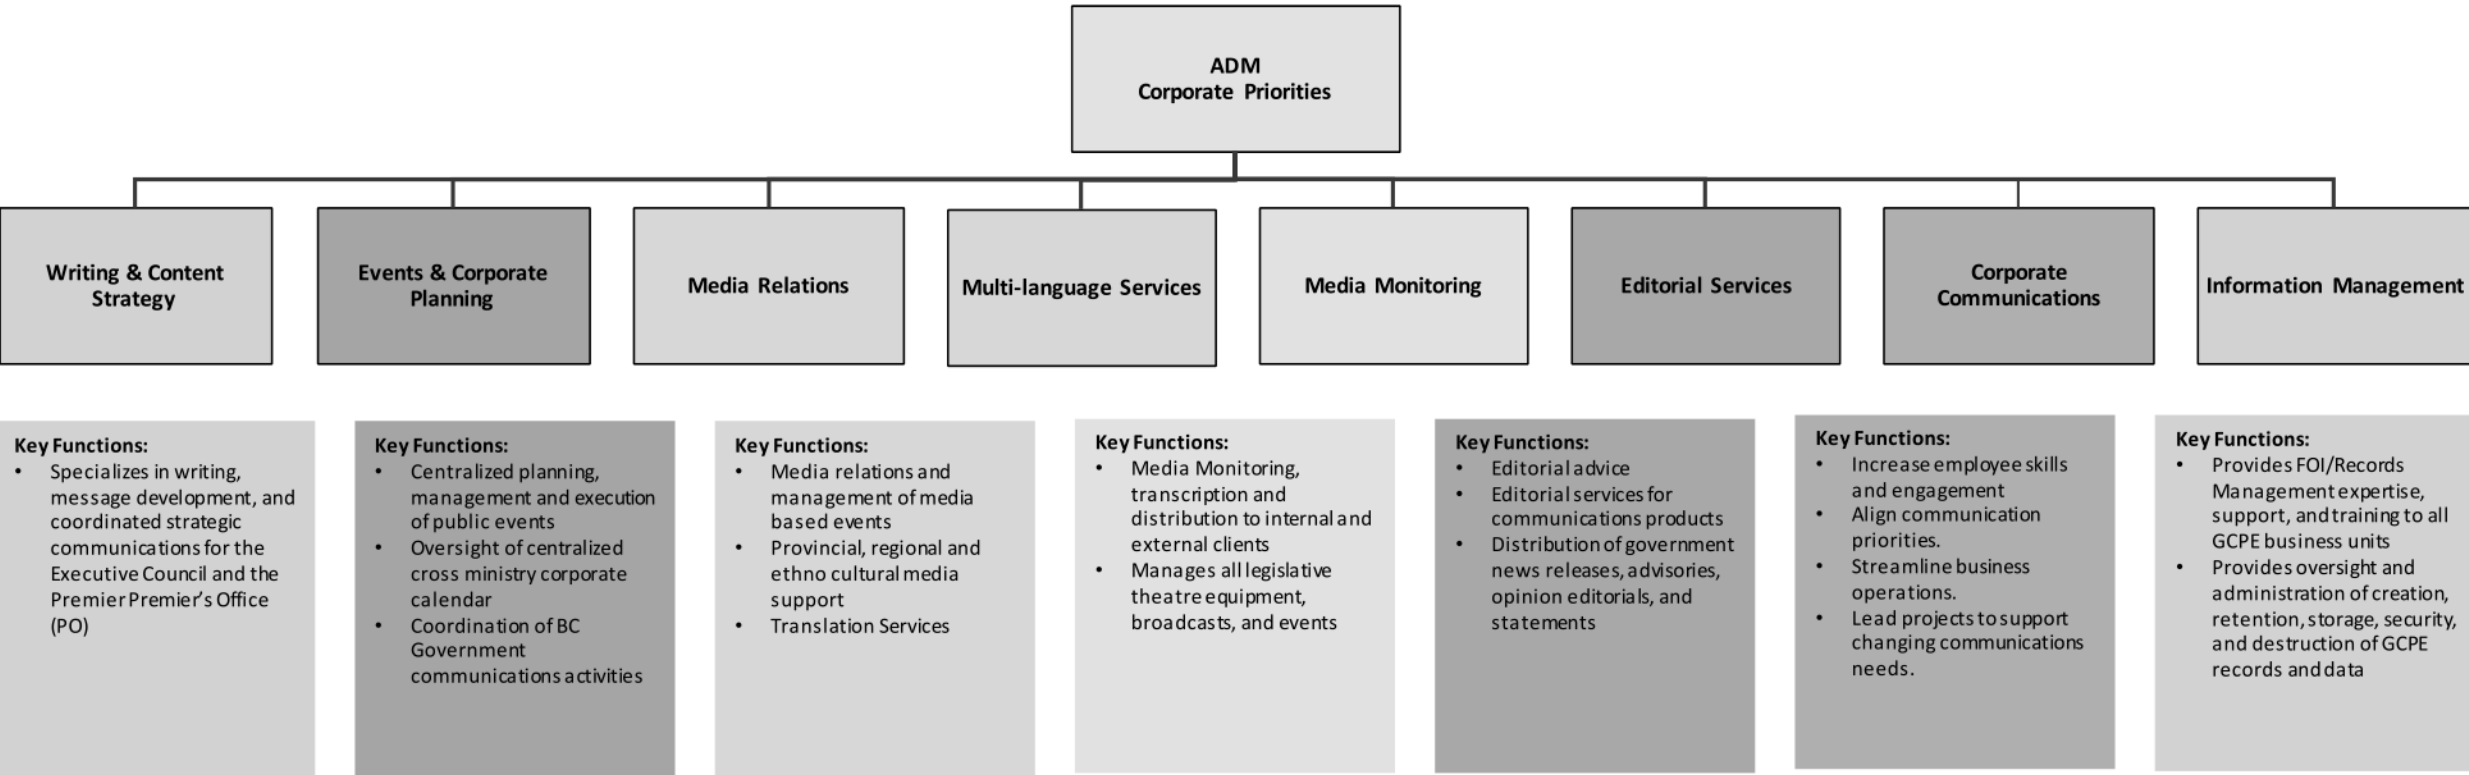 ADM
Corporate Priorities
Writing & Content
Strategy
Events & Corporate
Planning
Media Relations
Multi-language Services
Media Monitoring
Editorial Services
Corporate
Communications
Information Management
Key Functions:
• Specializes in writing,
message development, and
coordinated strategic
communications for the
Executive Council and the
Premier Premier's Office
(PO)
Key Functions:
• Centralized planning,
management and execution
of public events
• Oversight of centralized
cross ministry corporate
calendar
• Coordination of BC
Government
communications activities
Key Functions:
• Media relations and
management of media
based events
• Provincial, regional and
ethno cultural media
support
• Translation Services
Key Functions:
• Media Monitoring,
transcription and
distribution to internal and
external clients
• Manages all legislative
theatre equipment,
broadcasts, and events
Key Functions:
• Editorial advice
• Editorial services for
communications products
• Distribution of government
news releases, advisories,
opinion editorials, and
statements
Key Functions:
• Increase employee skills
and engagement
• Align communication
priorities.
• Streamline business
operations.
• Lead projects to support
changing communications
needs.
Key Functions:
• Provides FOI/Records
Management expertise,
support, and training to all
GCPE business units
• Provides oversight and
administration of creation,
retention, storage, security,
and destruction of GCPE
records and data